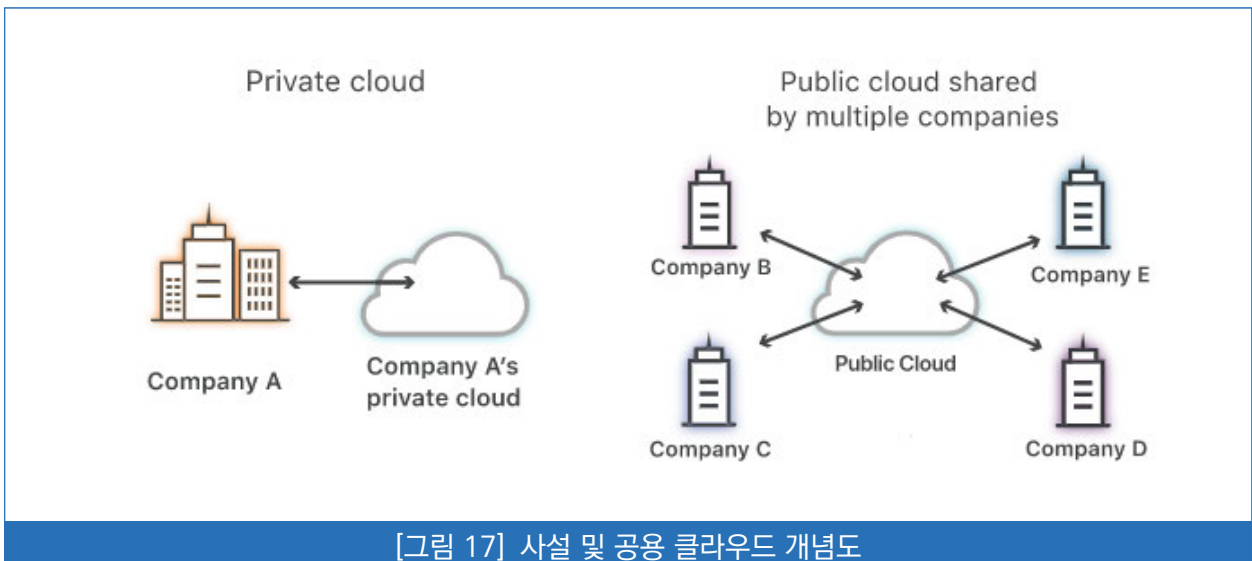 Private cloud
Company A
Company A's
private cloud
Public cloud shared
by multiple companies
Company B
Company E
Public Cloud
Company C
Company D
[그림 17] 사설 및 공용 클라우드 개념도